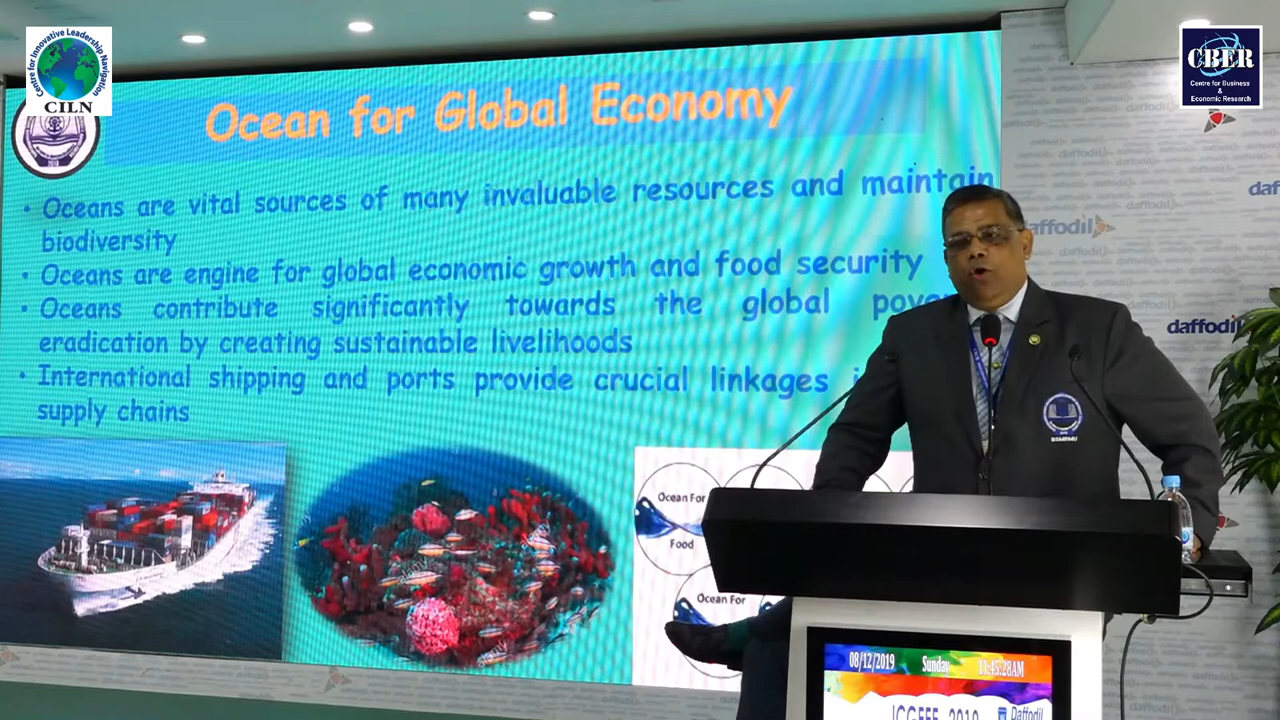 Centre for Innovative Leadership Navigation
CILN
CBER
Centre for Business
&
Economic Research
Ocean for Global Economy
• Oceans are vital sources of many invaluable resources and maintain
biodiversity
• Oceans are engine for global economic growth and food security
• Oceans contribute significantly towards the global
eradication by creating sustainable livelihoods
• International shipping and ports provide crucial linkages
supply chains
Ocean For
Food
Ocean For
daffodil
daffodil
daffodil
daffodil
BSMRMU
08/12/2019 Sunday 11:45:28AM
2019 Daffodil